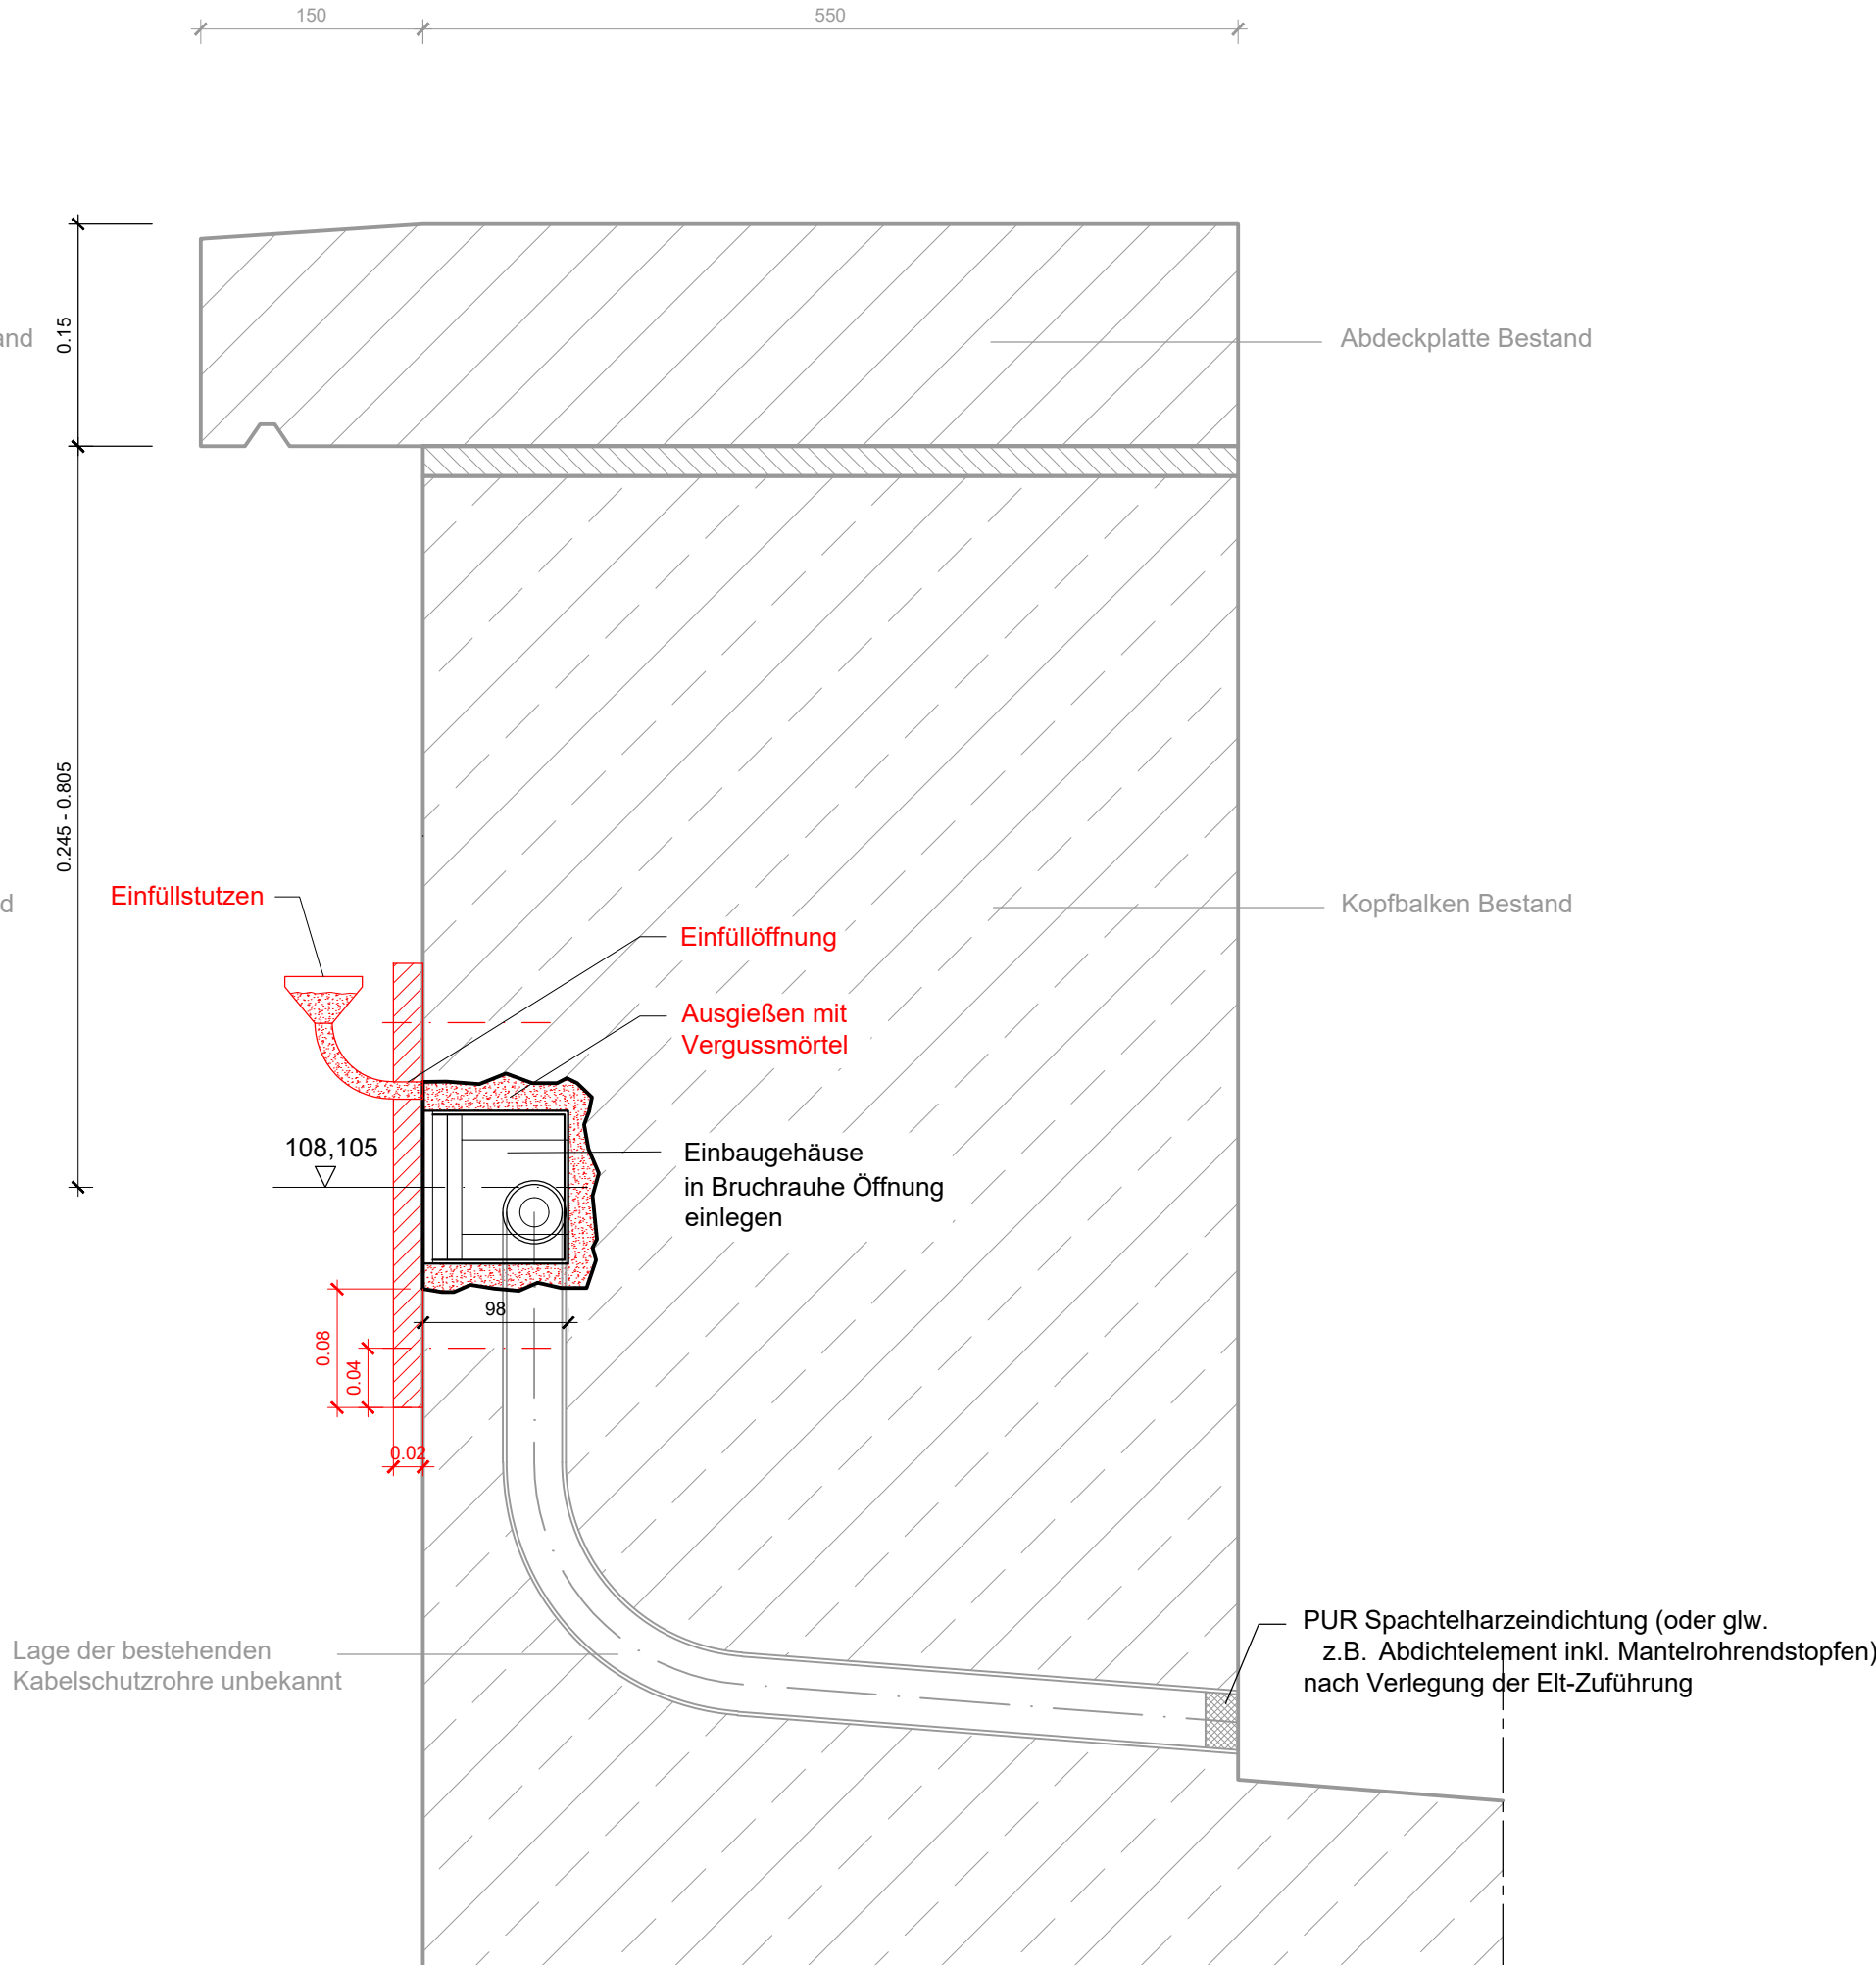 150
550
0.15
and
Abdeckplatte Bestand
0.245 - 0.805
Einfüllstutzen
d
Kopfbalken Bestand
Einfüllöffnung
Ausgießen mit
Vergussmörtel
108,105
Einbaugehäuse
in Bruchrauhe Öffnung
einlegen
98
0.08
0.04
0.02
Lage der bestehenden
Kabelschutzrohre unbekannt
PUR Spachtelharzeindichtung (oder glw.
z.B. Abdichtelement inkl. Mantelrohrendstopfen)
nach Verlegung der Elt-Zuführung